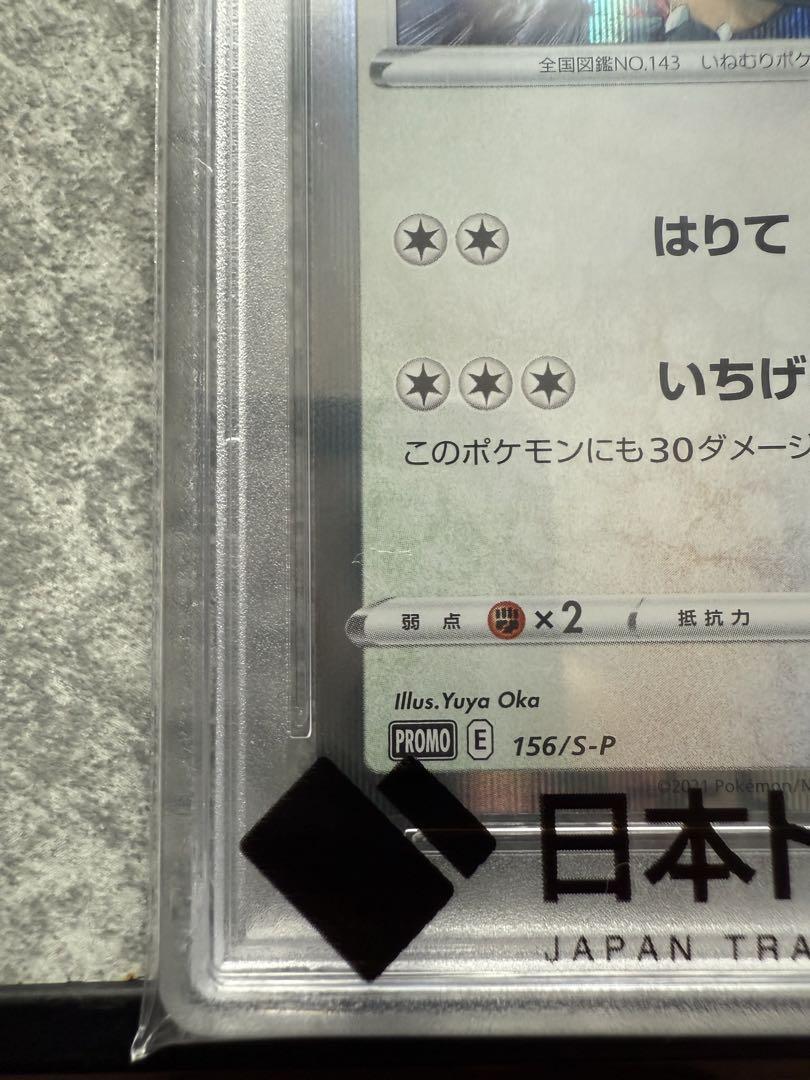 全国図鑑NO.143 いねむりポケ
はりて
いちげ
このポケモンにも30ダメージ
弱点 ×2 抵抗力
Illus.Yuya Oka
PROMO E 156/S-P
©2021 Pokémon/N
日本ト
JAPAN TRA